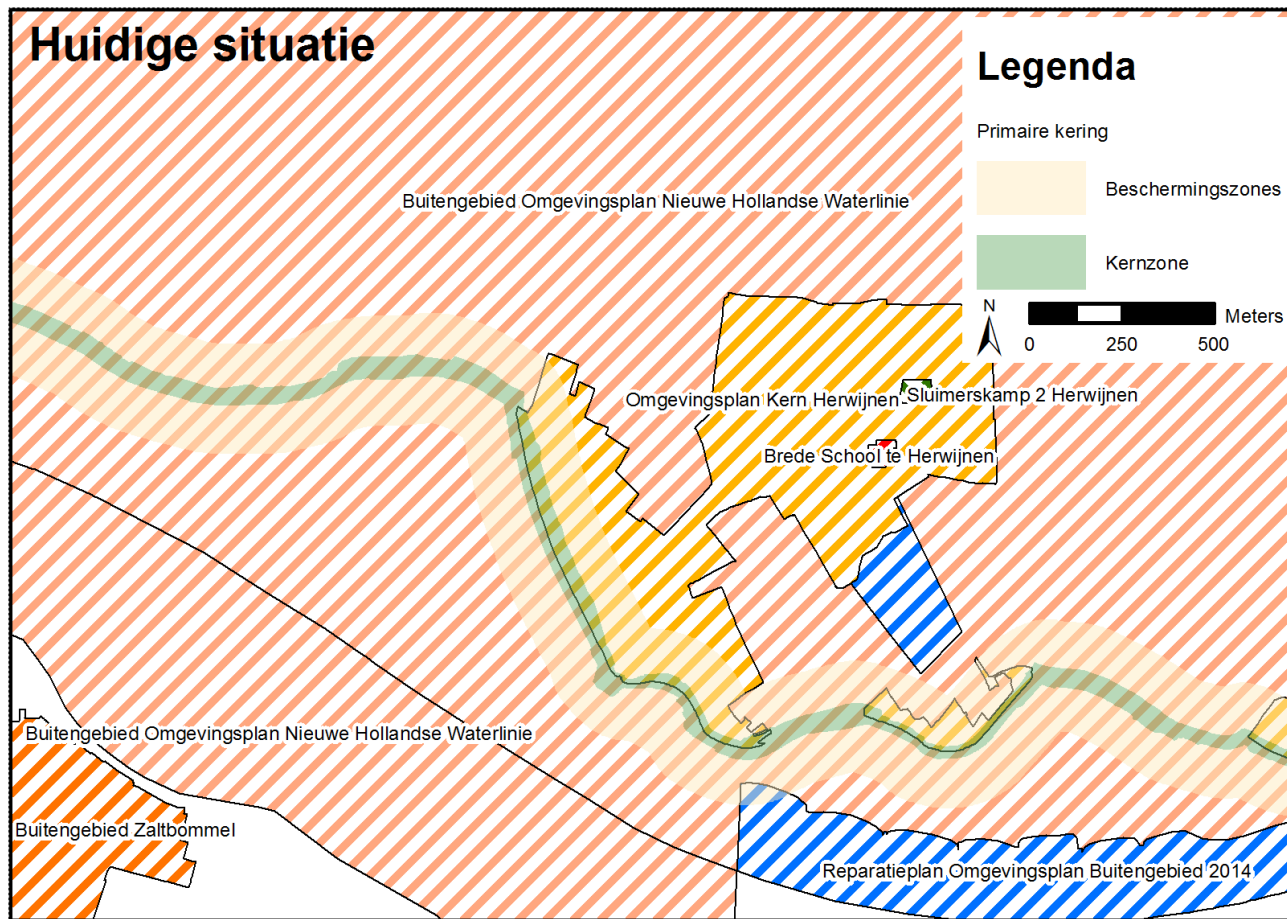 Huidige situatie
Legenda
Primaire kering
Beschermingszones
Kernzone
N
Meters
0 250 500
Buitengebied Omgevingsplan Nieuwe Hollandse Waterlinie
Omgevingsplan Kern Herwijnen
Sluimerskamp 2 Herwijnen
Brede School te Herwijnen
Buitengebied Omgevingsplan Nieuwe Hollandse Waterlinie
Buitengebied Zaltbommel
Reparatieplan Omgevingsplan Buitengebied 2014